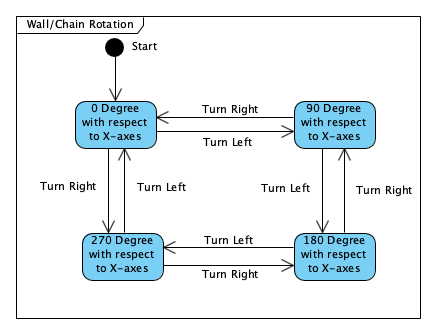 Wall/Chain Rotation
Start
0 Degree
with respect
to X-axes
Turn Right
Turn Left
90 Degree
with respect
to X-axes
Turn Right
Turn Left
Turn Left
Turn Right
270 Degree
with respect
to X-axes
Turn Left
Turn Right
180 Degree
with respect
to X-axes